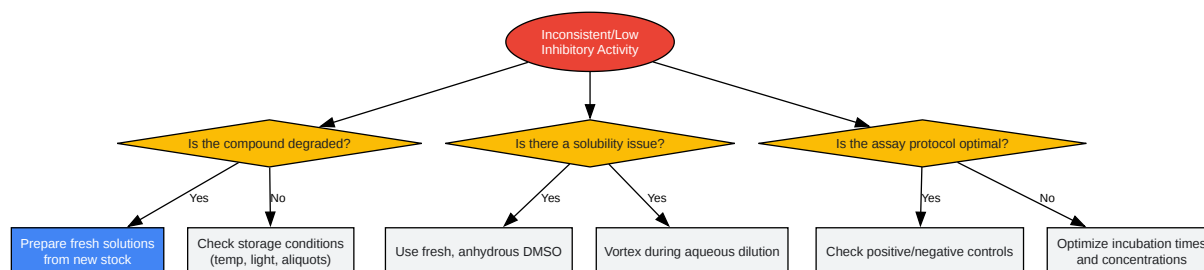 Inconsistent/Low
Inhibitory Activity
Is the compound degraded?
Is there a solubility issue?
Is the assay protocol optimal?
Yes
No
Yes
Yes
Yes
No
Prepare fresh solutions
from new stock
Check storage conditions
(temp, light, aliquots)
Use fresh, anhydrous DMSO
Vortex during aqueous dilution
Check positive/negative controls
Optimize incubation times
and concentrations